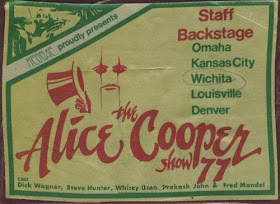 proudly presents
Staff
Backstage
Omaha
Kansas City
Wichita
Louisville
Denver
the
Alice Cooper
show 77
CAST
Dick Wagner, Steve Hunter, Whitey Glan, Prakash John & Fred Mandel